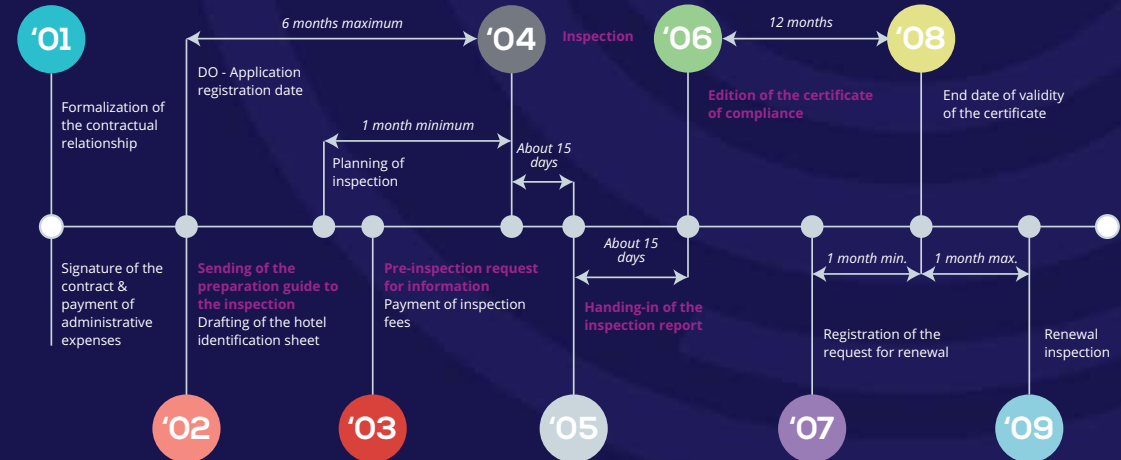 ‘01
6 months maximum
‘04
Inspection
‘06
12 months
‘08
DO - Application
registration date
Formalization of
the contractual
relationship
Edition of the certificate
of compliance
End date of validity
of the certificate
1 month minimum
Planning of
inspection
About 15
days
About 15
days
1 month min.
1 month max.
Signature of the
contract &
payment of
administrative
expenses
Sending of the
preparation guide to
the inspection
Drafting of the hotel
identification sheet
Pre-inspection request
for information
Payment of inspection
fees
Handing-in of the
inspection report
Registration of the
request for renewal
Renewal
inspection
‘02
‘03
‘05
‘07
‘09